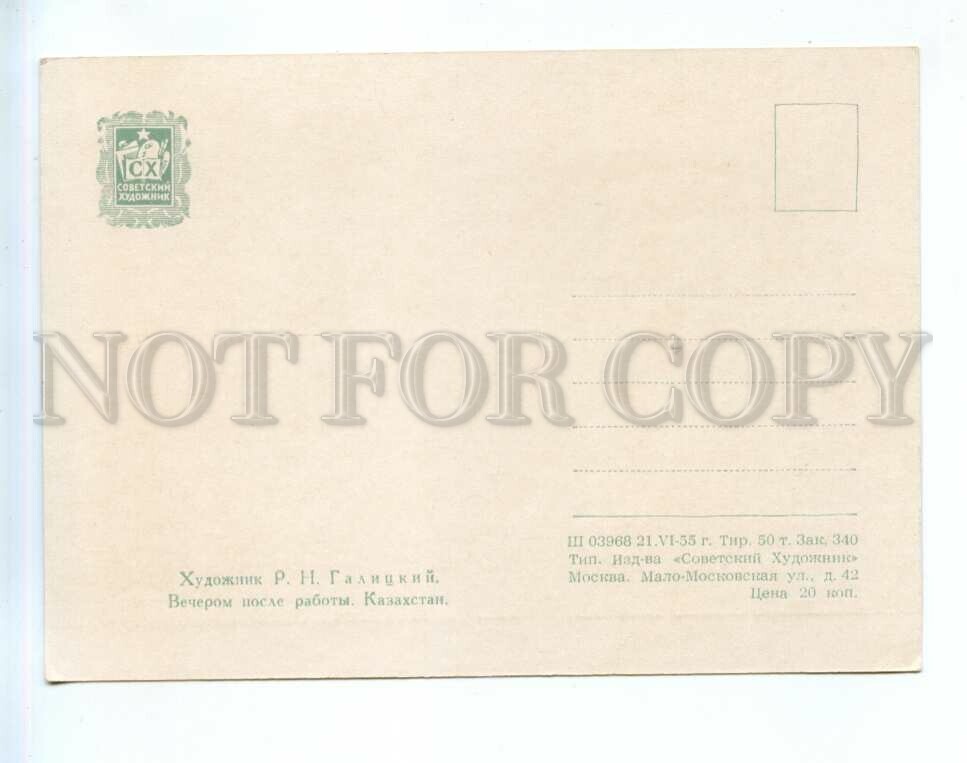 СХ
СОВЕТСКИЙ
ХУДОЖНИК
NOT FOR COPY
Ш 03968 21.VI-55 г. Тир. 50 т. Зак. 340
Тип. Изд-ва «Советский Художник»
Москва. Мало-Московская ул., д. 42
Цена 20 коп.
Художник Р. Н. Галицкий.
Вечером после работы. Казахстан.